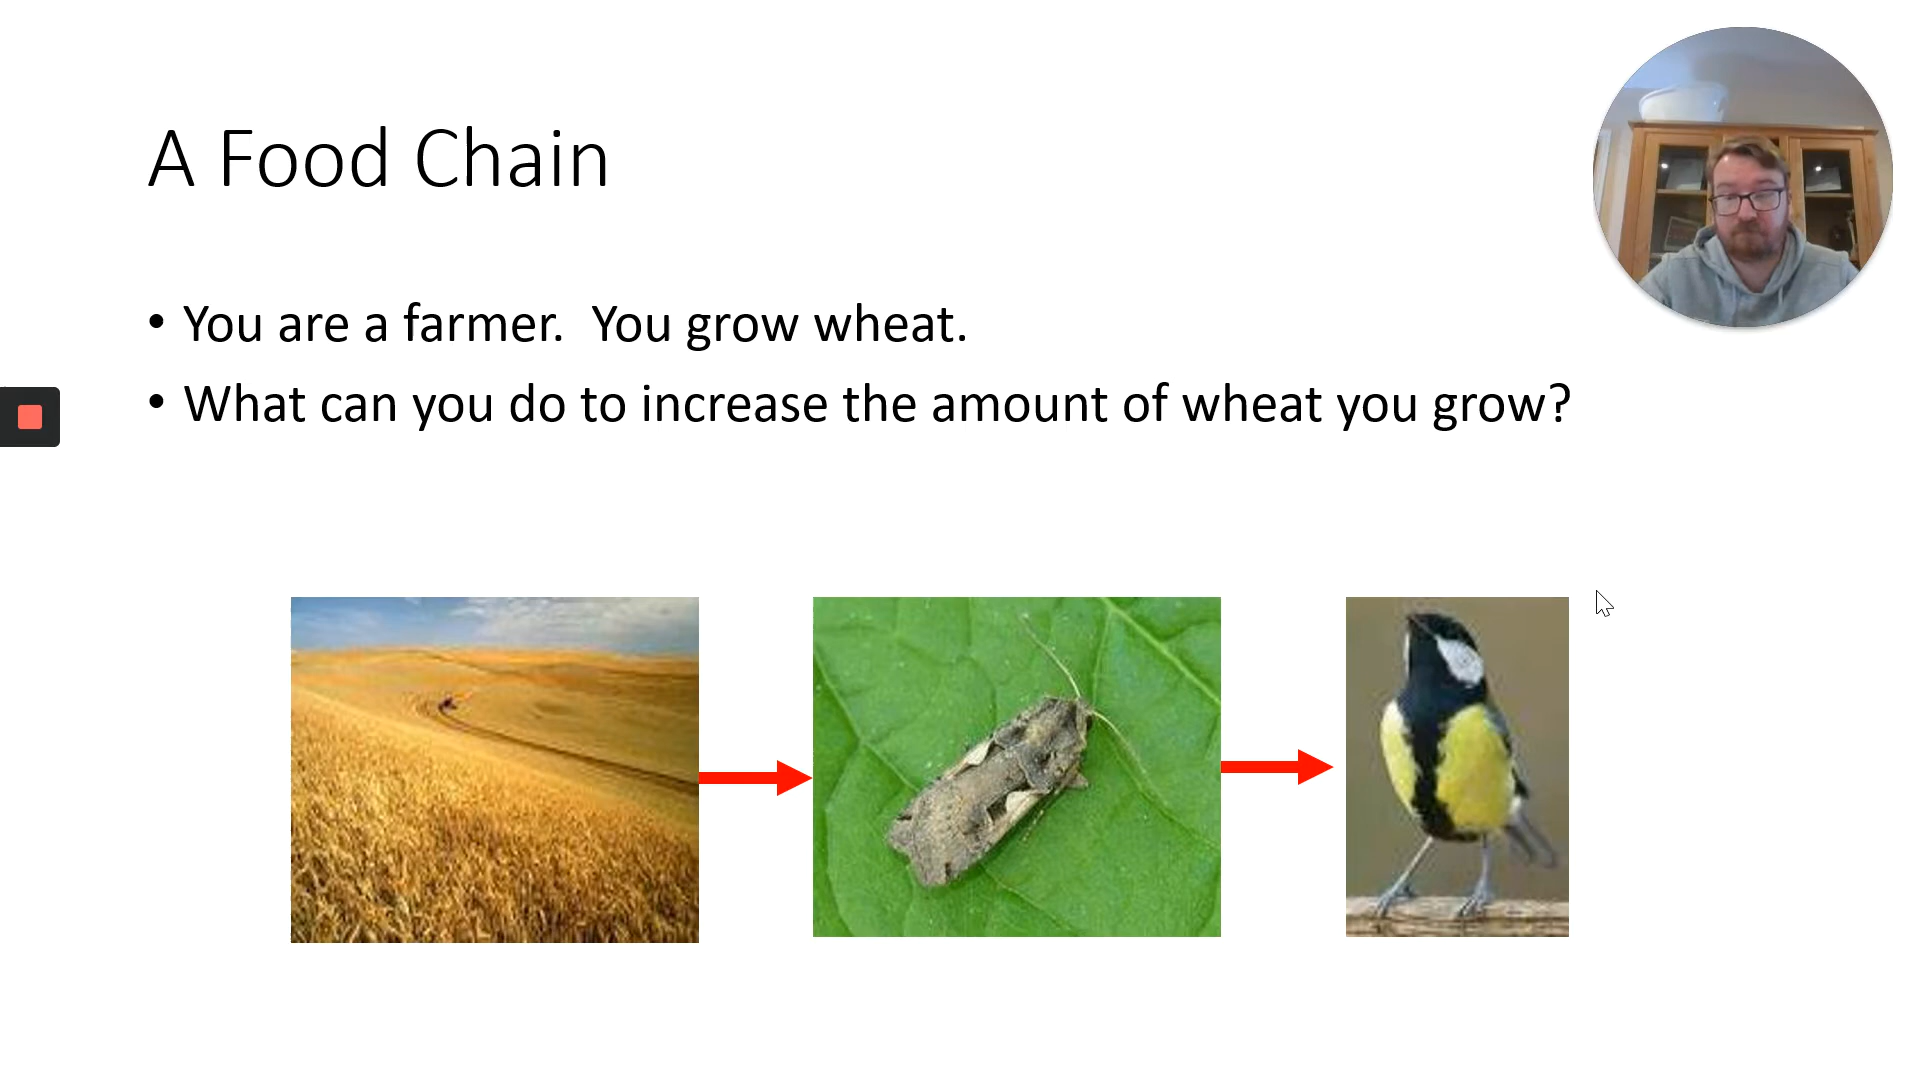 A Food Chain
• You are a farmer.  You grow wheat.
• What can you do to increase the amount of wheat you grow?